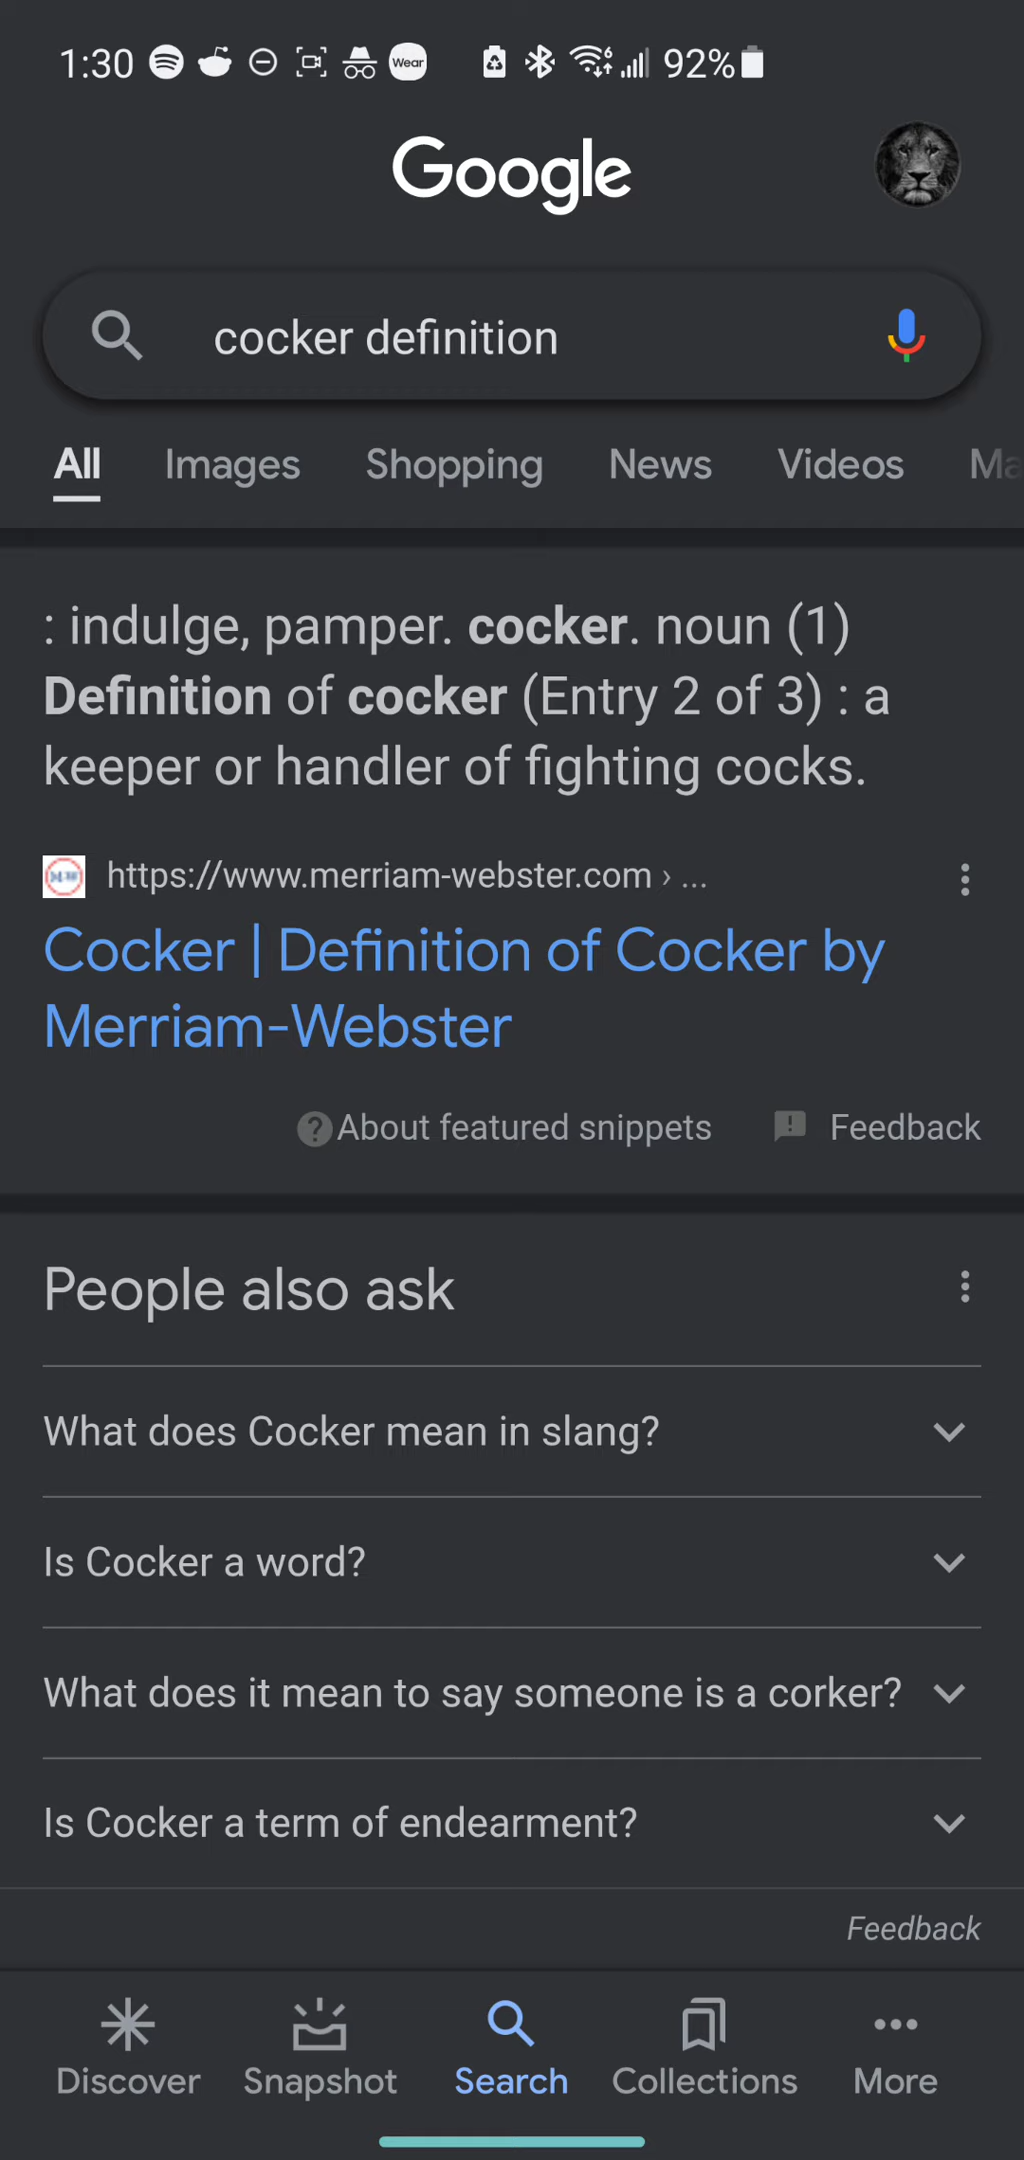 1:30 Wear 6 92%
Google
cocker definition
All Images Shopping News Videos Ma
: indulge, pamper. cocker. noun (1)
Definition of cocker (Entry 2 of 3) : a
keeper or handler of fighting cocks.
https://www.merriam-webster.com › ...
Cocker | Definition of Cocker by
Merriam-Webster
About featured snippets Feedback
People also ask
What does Cocker mean in slang?
Is Cocker a word?
What does it mean to say someone is a corker?
Is Cocker a term of endearment?
Feedback
Discover Snapshot Search Collections More